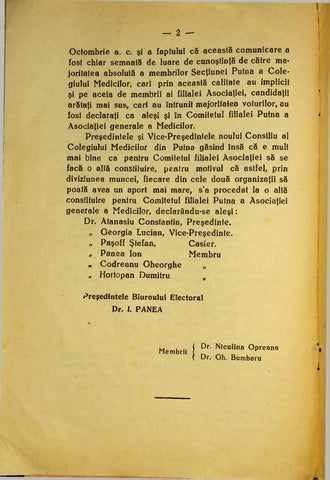 — 2 —
Octombrie a. c. şi a faptului că această comunicare a
fost chiar semnată de luare de cunoştinţă de către ma-
joritatea absolută a membrilor Secţiunei Putna a Cole-
giului Medicilor, cari prin această calitate au implicit
şi pe aceia de membrii ai filialei Asociaţiei, candidaţii
arătaţi mai sus, cari au întrunit majoritatea voturilor, au
fost declaraţi ca aleşi şi în Comitetul filialei Putna a
Asociaţiei generale a Medicilor.
Preşedintele şi Vice-Preşedintele noului Consiliu al
Colegiului Medicilor din Putna găsind însă că e mult
mai bine ca pentru Comitetul filialei Asociaţiei să se
facă o altă constituire, pentru motivul că astfel, prin
diviziunea muncei, fiecare din cele două organizaţii să
poată avea un aport mai mare, s'a procedat la o altă
constituire pentru Comitetul filialei Putna a Asociaţiei
generale a Medicilor, declarându-se aleşi :
Dr. Atanasiu Constantin, Preşedinte.
„ Georgia Lucian, Vice-Preşedinte.
„ Paşoff Ştefan, Casier.
„ Panea Ion Membru
„ Codreanu Gheorghe „
„ Hortopan Dumitru „
Preşedintele Biuroului Electoral
Dr. I. PANEA
Membrii { Dr. Niculina Opreanu
Dr. Gh. Bumbaru